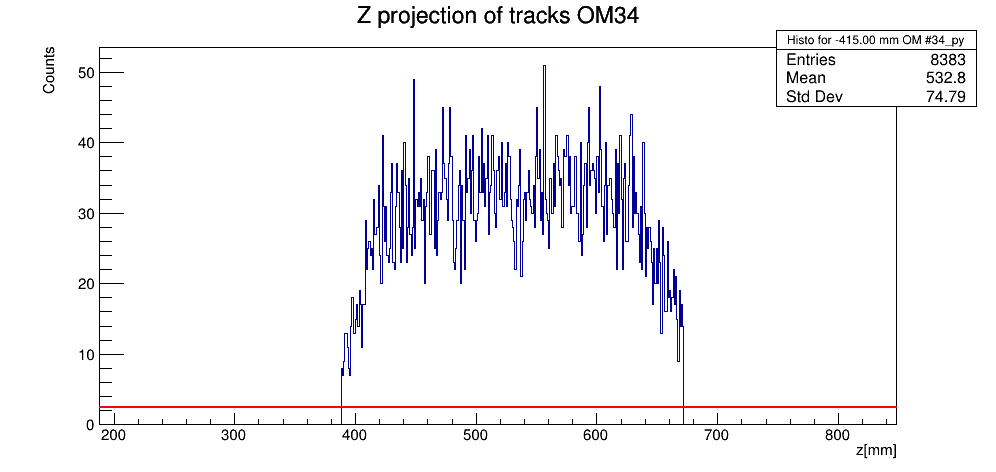 Z projection of tracks OM34
Histo for -415.00 mm OM #34_py
Entries 8383
Mean 532.8
Std Dev 74.79
Counts
50
40
30
20
10
0
200 300 400 500 600 700 800
z[mm]